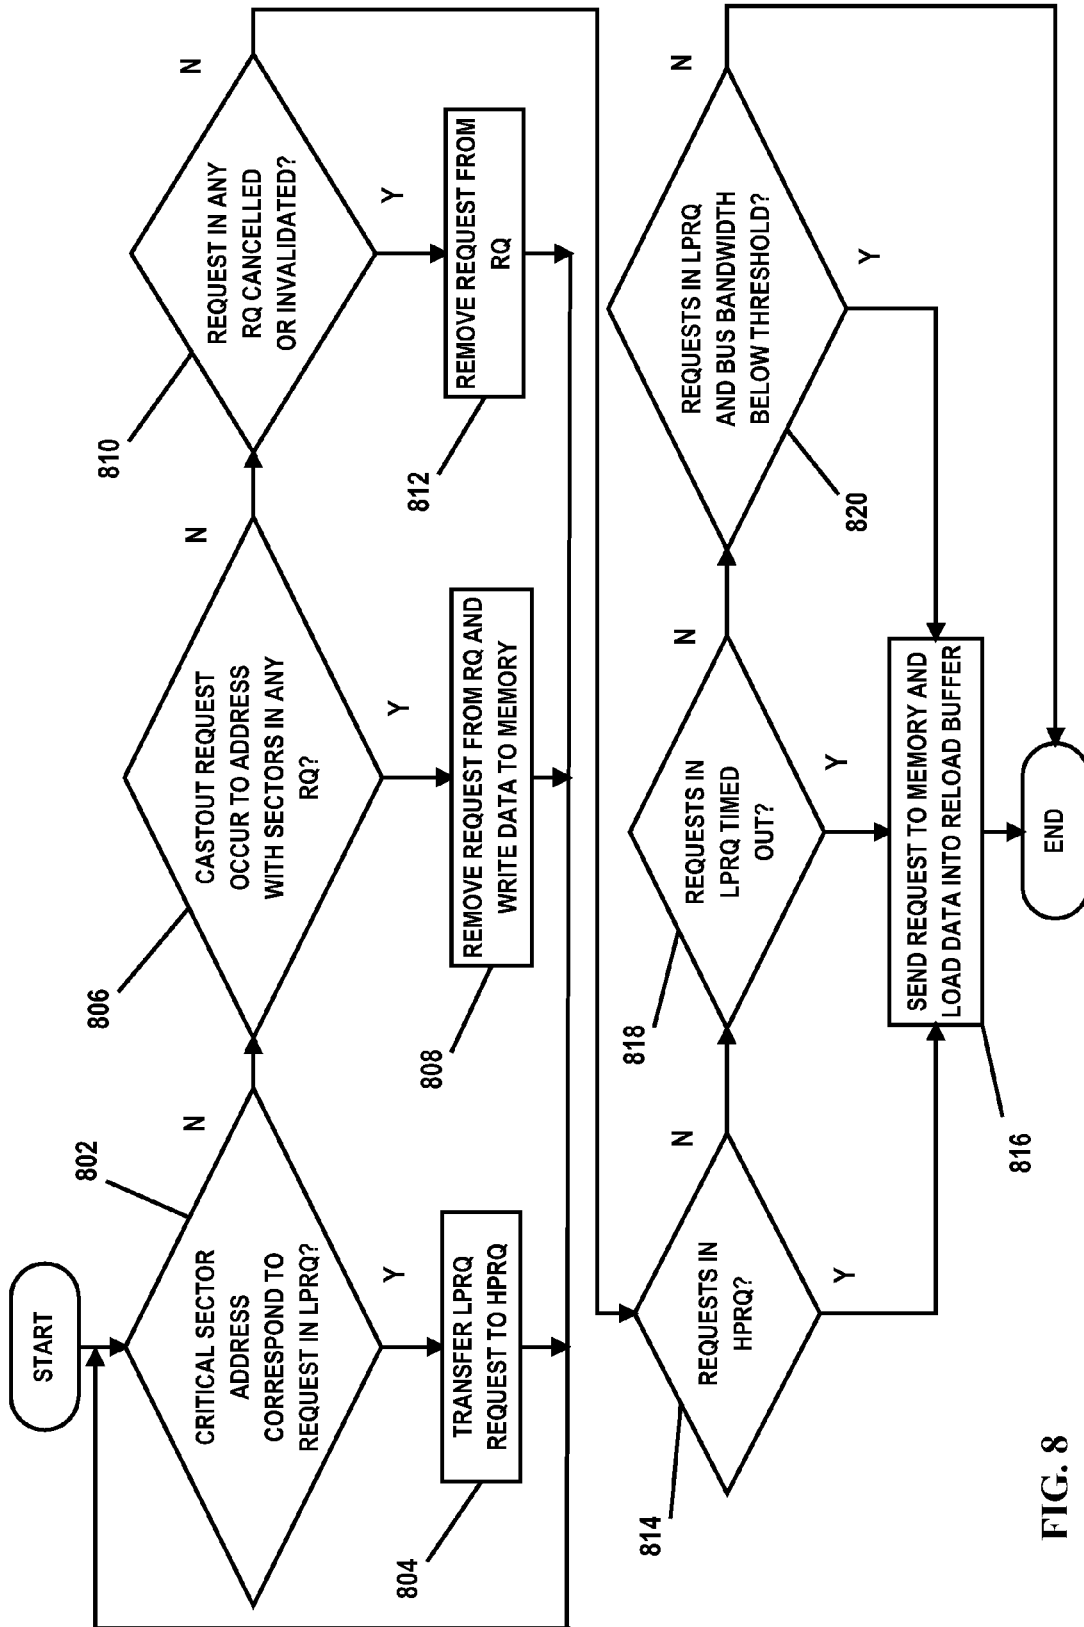 START
802
CRITICAL SECTOR
ADDRESS
CORRESPOND TO
REQUEST IN LPRQ?
N
Y
TRANSFER LPRQ
REQUEST TO HPRQ
804
806
CASTOUT REQUEST
OCCUR TO ADDRESS
WITH SECTORS IN ANY
RQ?
N
Y
REMOVE REQUEST FROM RQ AND
WRITE DATA TO MEMORY
808
810
REQUEST IN ANY
RQ CANCELLED
OR INVALIDATED?
N
Y
REMOVE REQUEST FROM
RQ
812
REQUESTS IN
HPRQ?
814
N
Y
REQUESTS IN
LPRQ TIMED
OUT?
818
N
Y
REQUESTS IN LPRQ
AND BUS BANDWIDTH
BELOW THRESHOLD?
820
N
Y
SEND REQUEST TO MEMORY AND
LOAD DATA INTO RELOAD BUFFER
816
END
FIG. 8